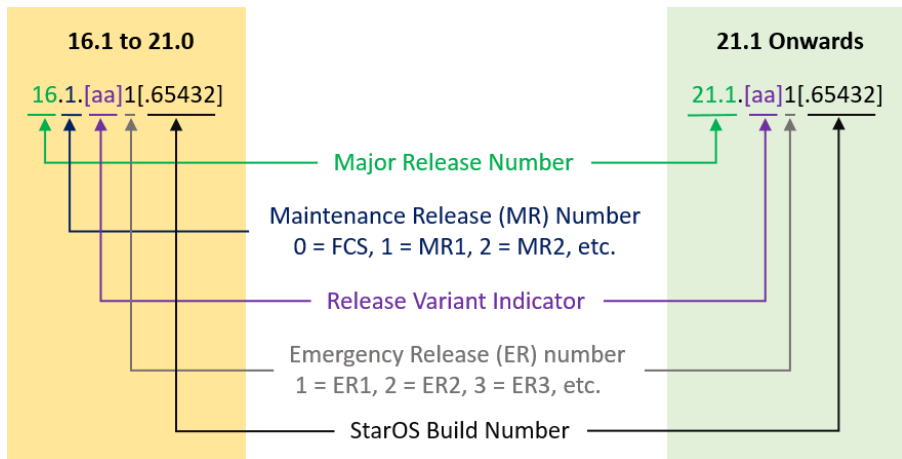 16.1 to 21.0
21.1 Onwards
16.1.[aa]1[.65432]
21.1.[aa]1[.65432]
Major Release Number
Maintenance Release (MR) Number
0 = FCS, 1 = MR1, 2 = MR2, etc.
Release Variant Indicator
Emergency Release (ER) number
1 = ER1, 2 = ER2, 3 = ER3, etc.
StarOS Build Number